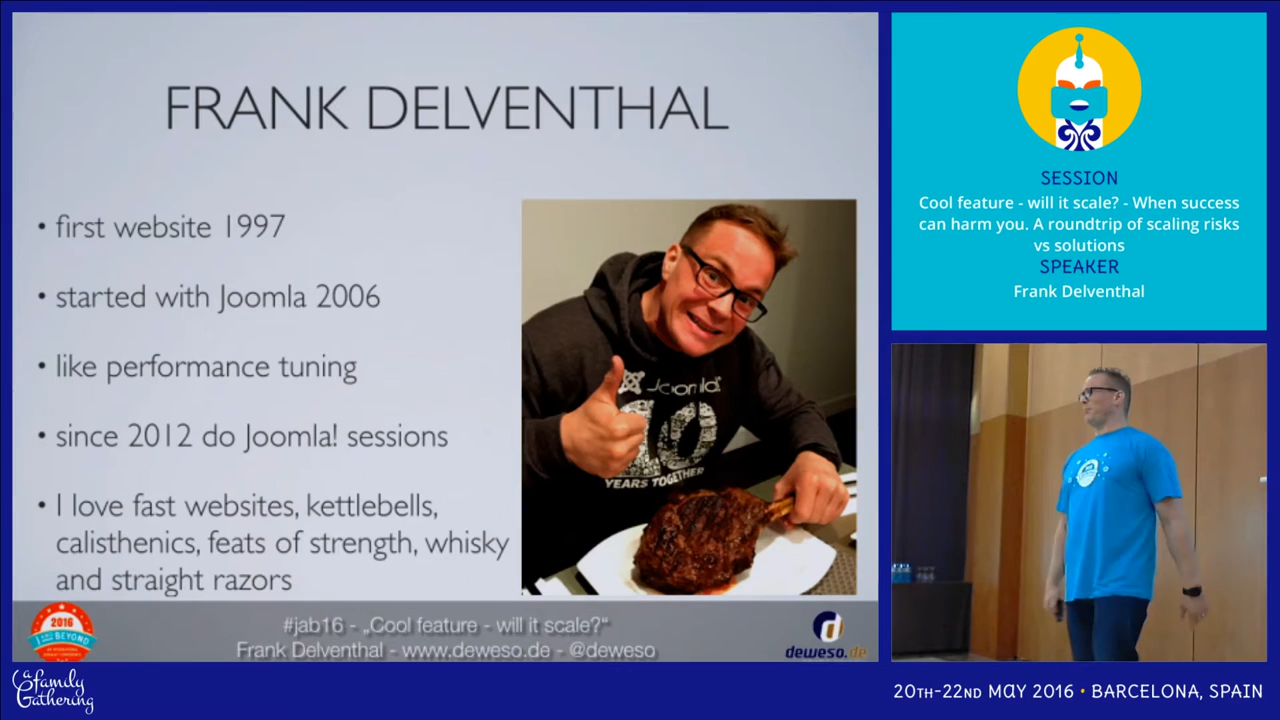 FRANK DELVENTHAL
• first website 1997
• started with Joomla 2006
• like performance tuning
• since 2012 do Joomla! sessions
• I love fast websites, kettlebells,
calisthenics, feats of strength, whisky
and straight razors
Joomla!
10
YEARS TOGETHER
2016
J AND BEYOND
#jab16 - „Cool feature - will it scale?“
Frank Delventhal - www.deweso.de - @deweso
deweso.de
SESSION
Cool feature - will it scale? - When success
can harm you. A roundtrip of scaling risks
vs solutions
SPEAKER
Frank Delventhal
a family
Gathering
20TH-22ND MAY 2016 • BARCELONA, SPAIN